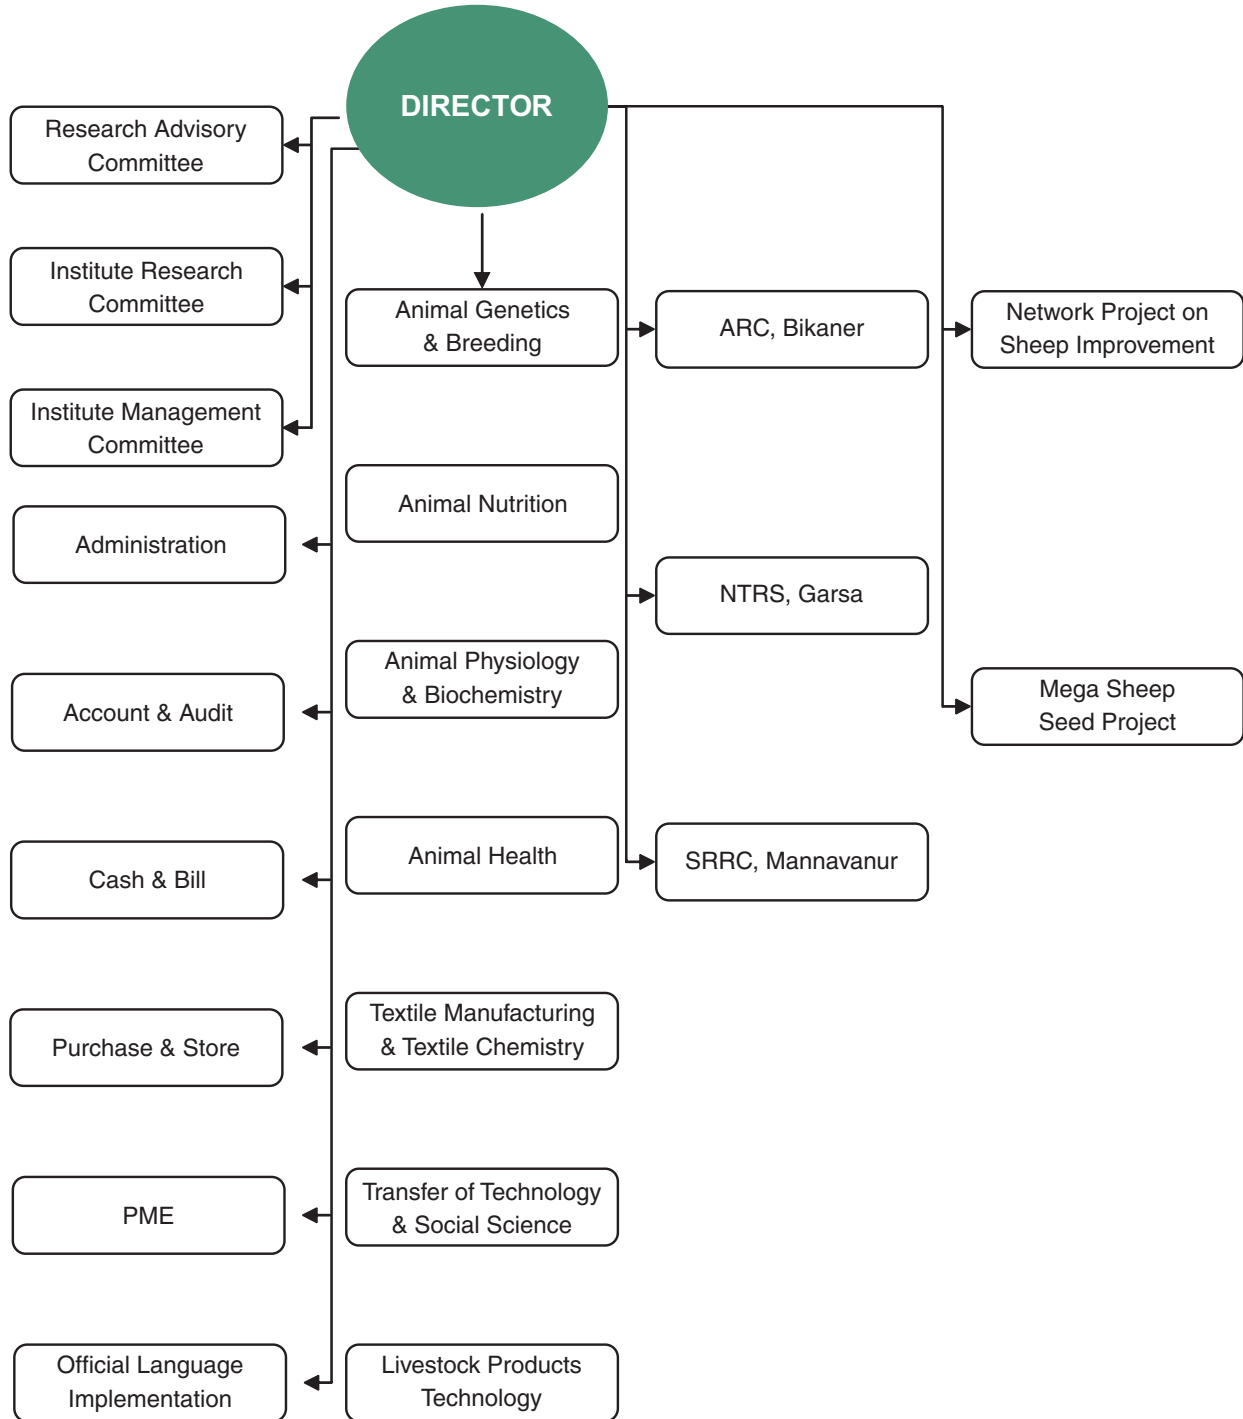 DIRECTOR
Research Advisory
Committee
Institute Research
Committee
Institute Management
Committee
Administration
Account & Audit
Cash & Bill
Purchase & Store
PME
Official Language
Implementation
Animal Genetics
& Breeding
Animal Nutrition
Animal Physiology
& Biochemistry
Animal Health
Textile Manufacturing
& Textile Chemistry
Transfer of Technology
& Social Science
Livestock Products
Technology
ARC, Bikaner
NTRS, Garsa
SRRC, Mannavanur
Network Project on
Sheep Improvement
Mega Sheep
Seed Project